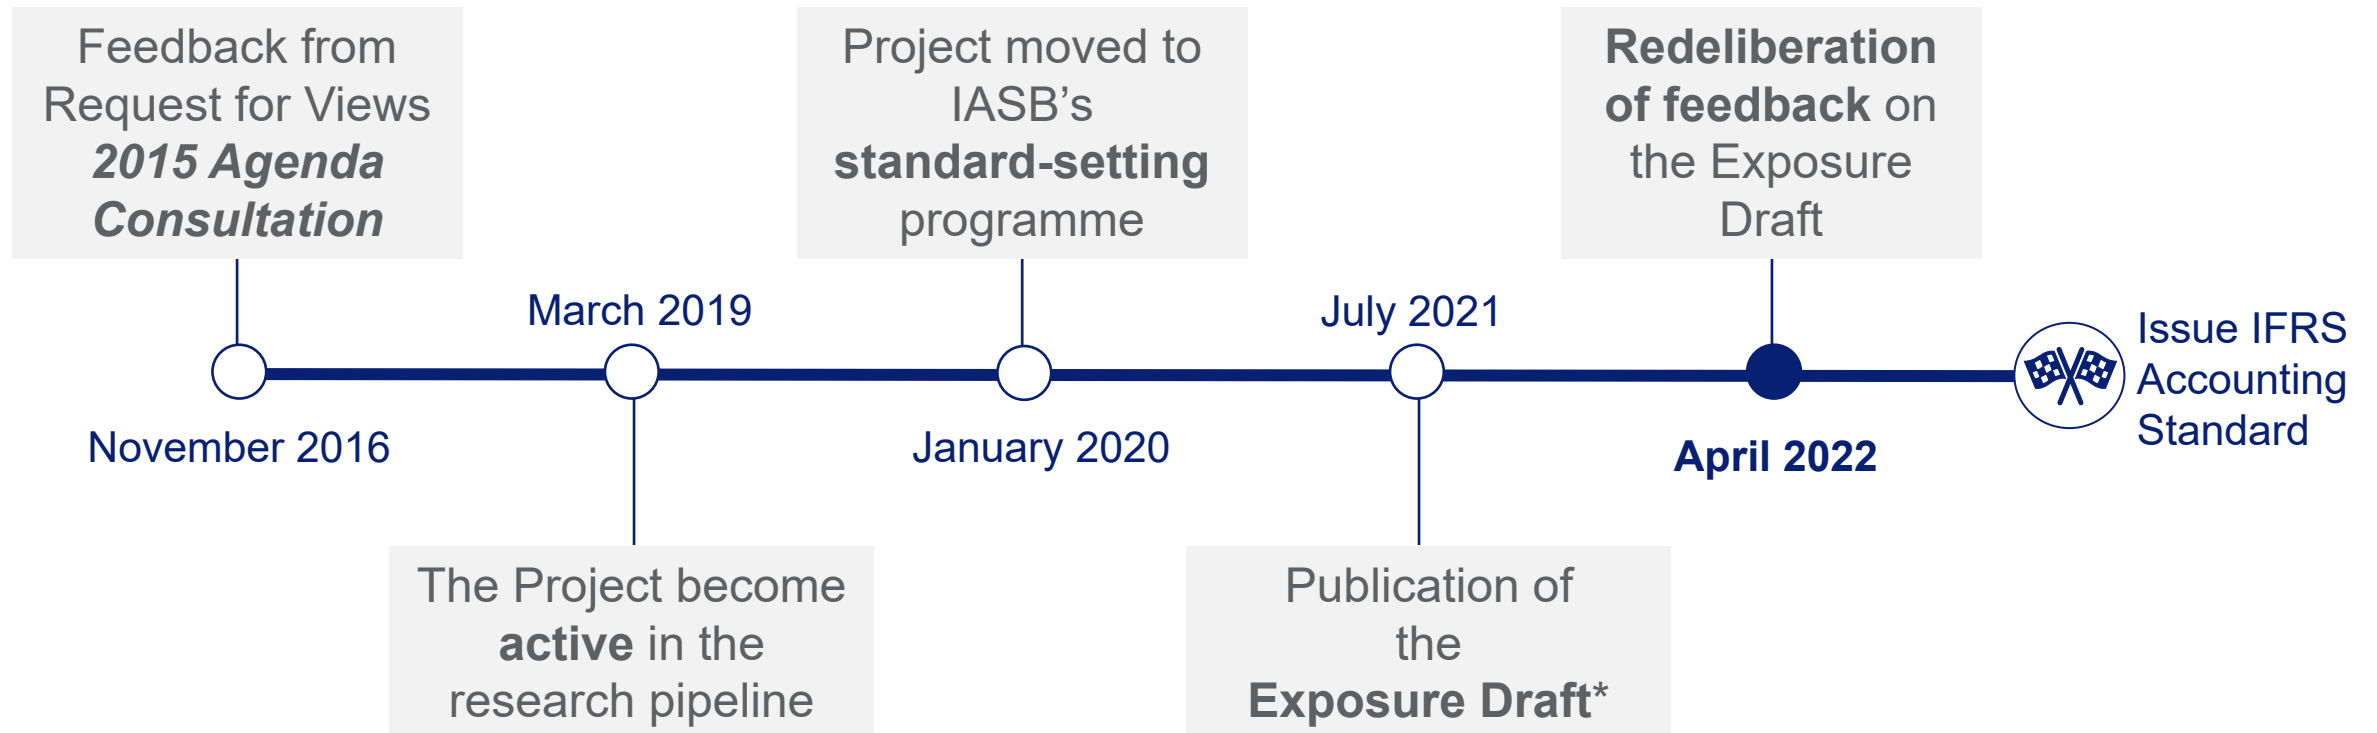 Feedback from
Request for Views
2015 Agenda
Consultation
November 2016
March 2019
The Project become
active in the
research pipeline
Project moved to
IASB’s
standard-setting
programme
January 2020
July 2021
Publication of
the
Exposure Draft*
Redeliberation
of feedback on
the Exposure
Draft
April 2022
Issue IFRS
Accounting
Standard